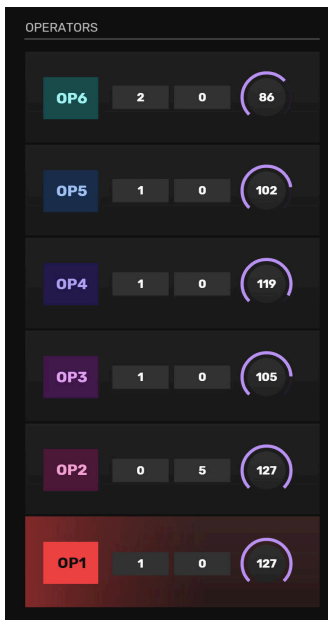 OPERATORS
OP6 2 0 86
OP5 1 0 102
OP4 1 0 119
OP3 1 0 105
OP2 0 5 127
OP1 1 0 127